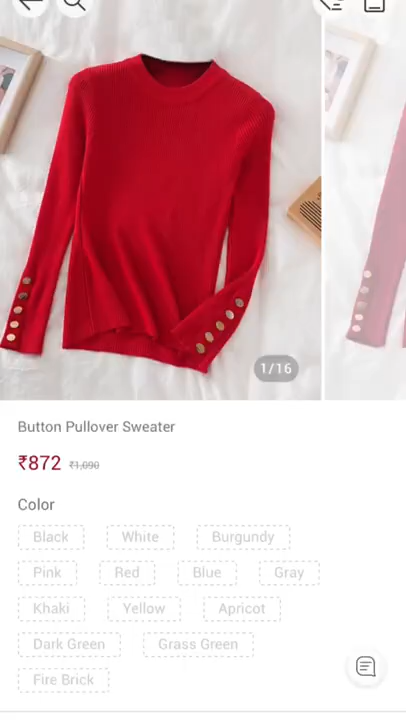 1/16
Button Pullover Sweater
₹872 ₹1,090
Color
Black White Burgundy
Pink Red Blue Gray
Khaki Yellow Apricot
Dark Green Grass Green
Fire Brick